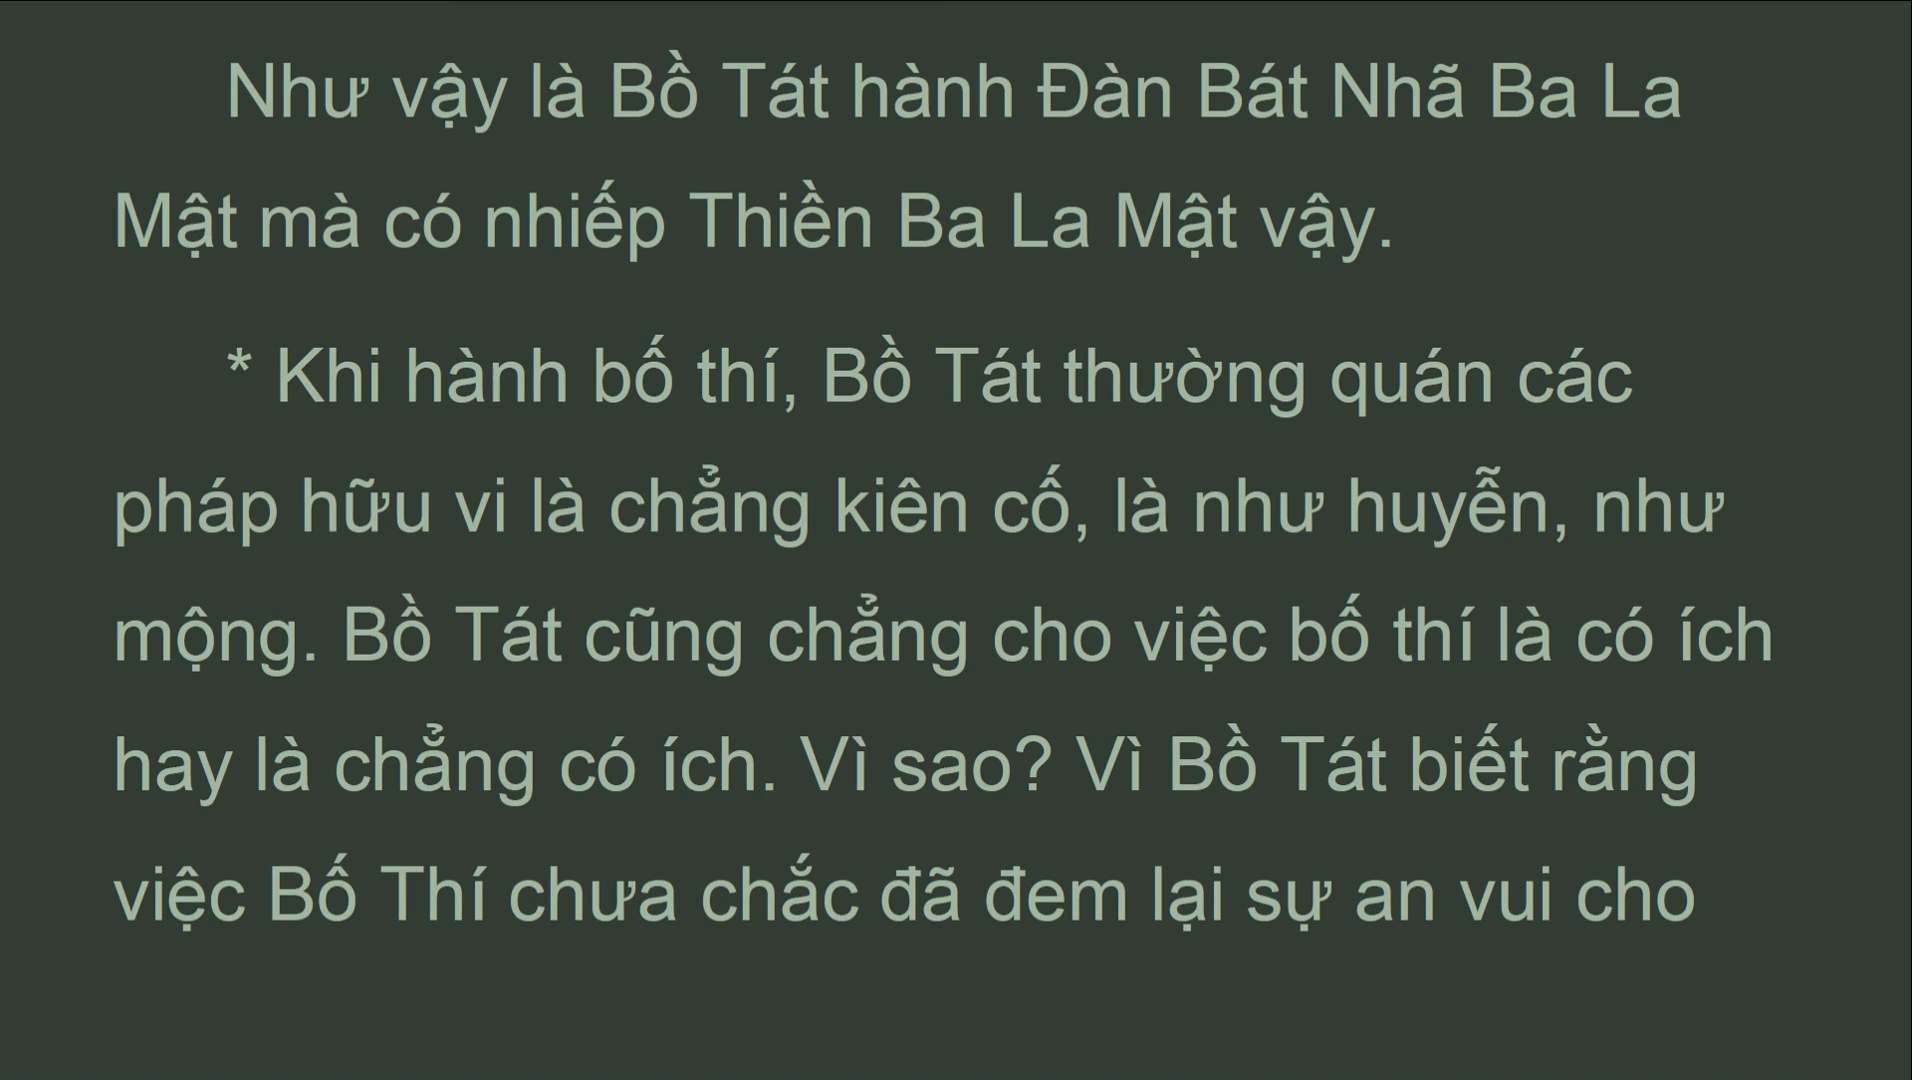 Như vậy là Bồ Tát hành Đàn Bát Nhã Ba La
Mật mà có nhiếp Thiền Ba La Mật vậy.
* Khi hành bố thí, Bồ Tát thường quán các
pháp hữu vi là chẳng kiên cố, là như huyễn, như
mộng. Bồ Tát cũng chẳng cho việc bố thí là có ích
hay là chẳng có ích. Vì sao? Vì Bồ Tát biết rằng
việc Bố Thí chưa chắc đã đem lại sự an vui cho